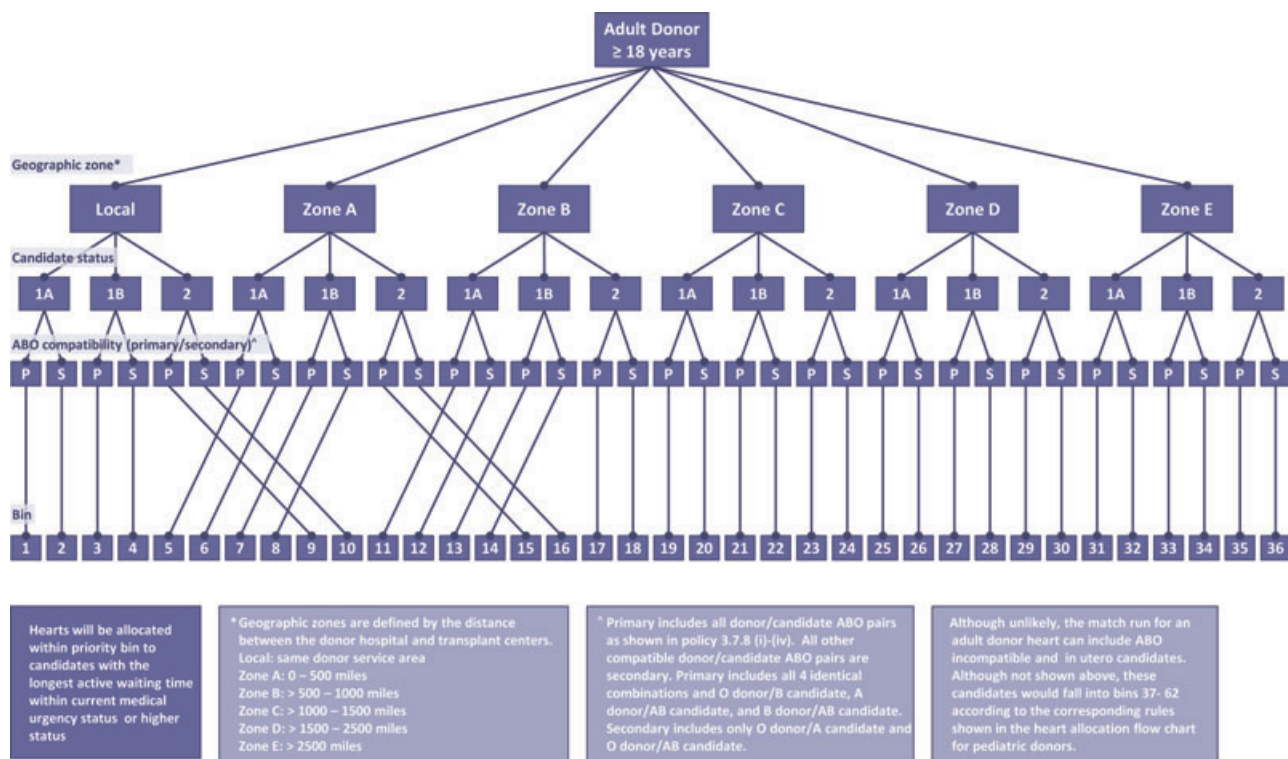 Adult Donor
≥ 18 years
Geographic zone*
Local Zone A Zone B Zone C Zone D Zone E
Candidate status
1A 1B 2 1A 1B 2 1A 1B 2 1A 1B 2 1A 1B 2 1A 1B 2
ABO compatibility (primary/secondary)^
P S P S P S P S P S P S P S P S P S P S P S P S P S P S P S P S P S P S
Bin
1 2 3 4 5 6 7 8 9 10 11 12 13 14 15 16 17 18 19 20 21 22 23 24 25 26 27 28 29 30 31 32 33 34 35 36
Hearts will be allocated
within priority bin to
candidates with the
longest active waiting time
within current medical
urgency status or higher
status
* Geographic zones are defined by the distance
between the donor hospital and transplant centers.
Local: same donor service area
Zone A: 0 – 500 miles
Zone B: > 500 – 1000 miles
Zone C: > 1000 – 1500 miles
Zone D: > 1500 – 2500 miles
Zone E: > 2500 miles
^ Primary includes all donor/candidate ABO pairs
as shown in policy 3.7.8 (i)-(iv). All other
compatible donor/candidate ABO pairs are
secondary. Primary includes all 4 identical
combinations and O donor/B candidate, A
donor/AB candidate, and B donor/AB candidate.
Secondary includes only O donor/A candidate and
O donor/AB candidate.
Although unlikely, the match run for an
adult donor heart can include ABO
incompatible and in utero candidates.
Although not shown above, these
candidates would fall into bins 37- 62
according to the corresponding rules
shown in the heart allocation flow chart
for pediatric donors.